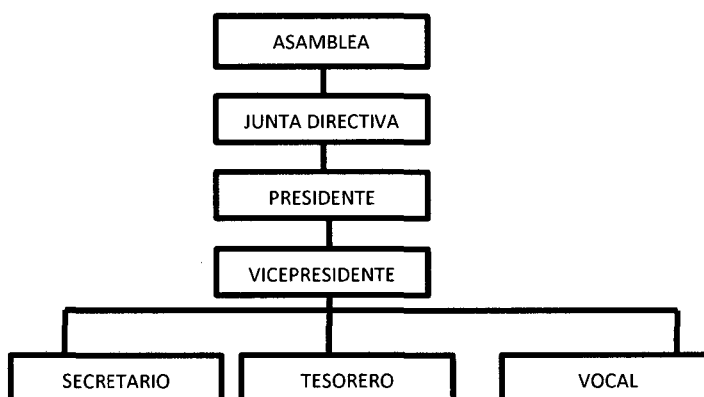 ASAMBLEA
JUNTA DIRECTIVA
PRESIDENTE
VICEPRESIDENTE
SECRETARIO TESORERO VOCAL